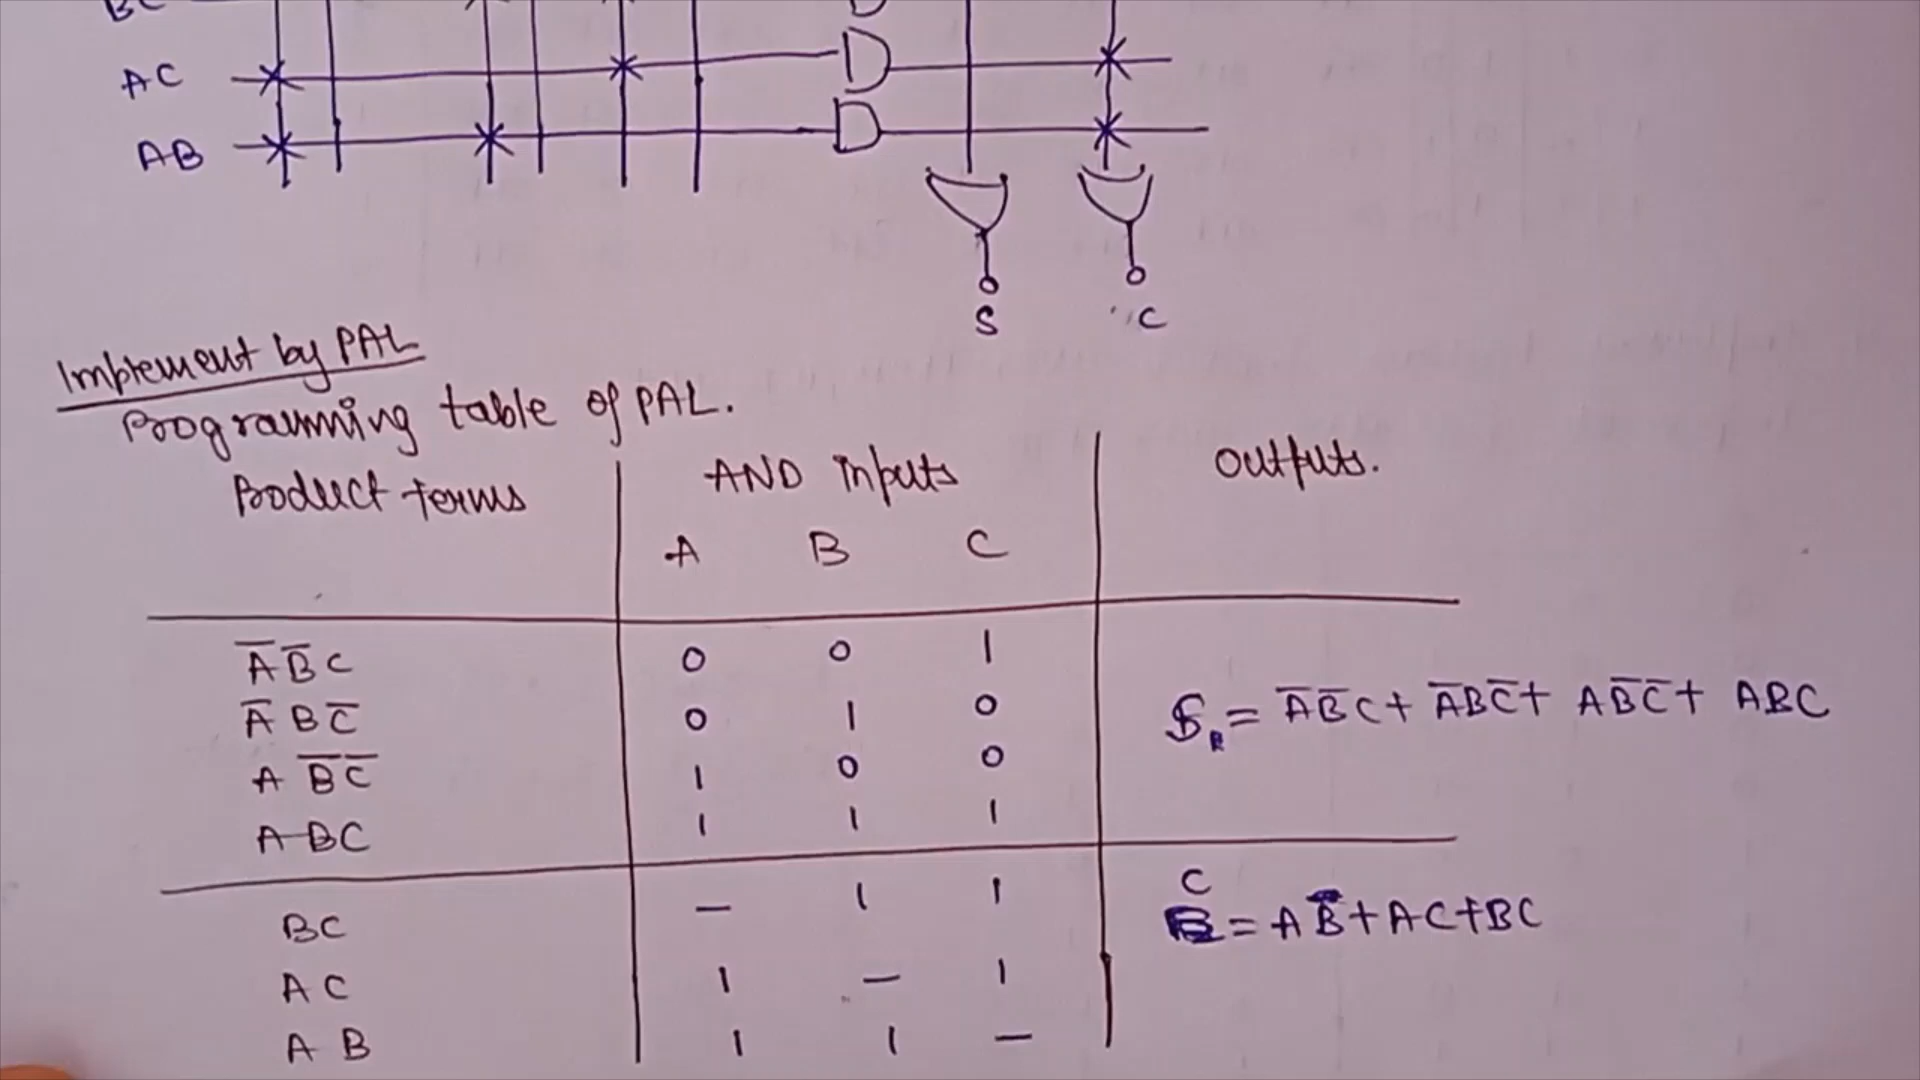 BC
AC
AB
S C
Implement by PAL
Programming table of PAL.
Product terms AND inputs outputs.
A B C
A̅ B̅ C 0 0 1
A̅ B C̅ 0 1 0
S = A̅B̅C + A̅BC̅ + AB̅C̅ + ABC
A B̅ C̅ 1 0 0
A B C 1 1 1
BC – 1 1
C = AB + AC + BC
AC 1 – 1
AB 1 1 –